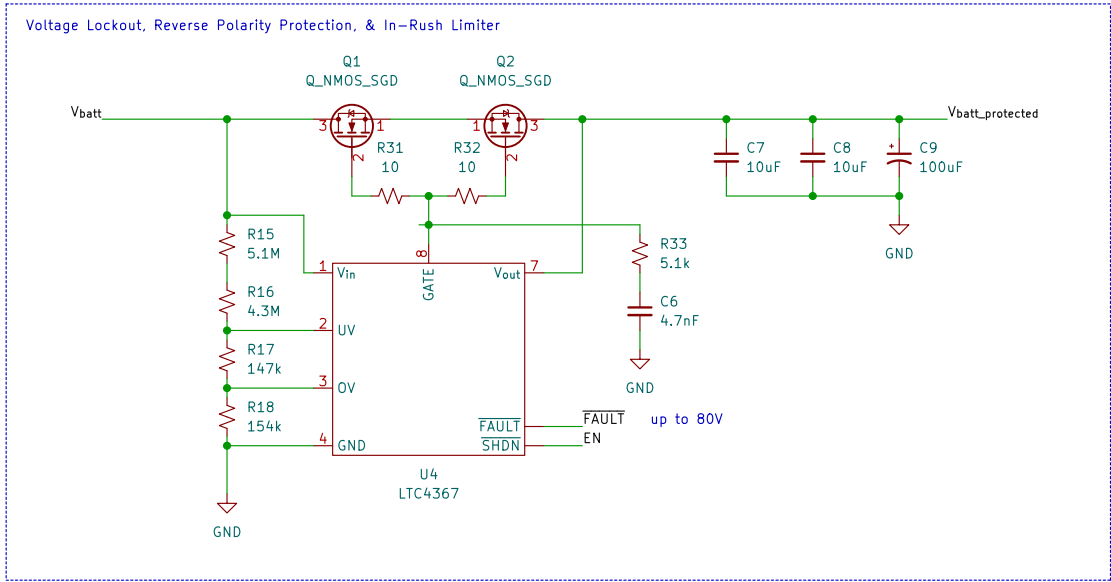 Voltage Lockout, Reverse Polarity Protection, & In-Rush Limiter
Q1
Q_NMOS_SGD
Q2
Q_NMOS_SGD
Vbatt
3
1
2
1
3
2
Vbatt_protected
R31
10
R32
10
C7
10uF
C8
10uF
+
C9
100uF
GND
R15
5.1M
R16
4.3M
R17
147k
R18
154k
GND
1
Vin
2
UV
3
OV
4
GND
8
GATE
7
Vout
FAULT
SHDN
FAULT
up to 80V
EN
R33
5.1k
C6
4.7nF
GND
U4
LTC4367